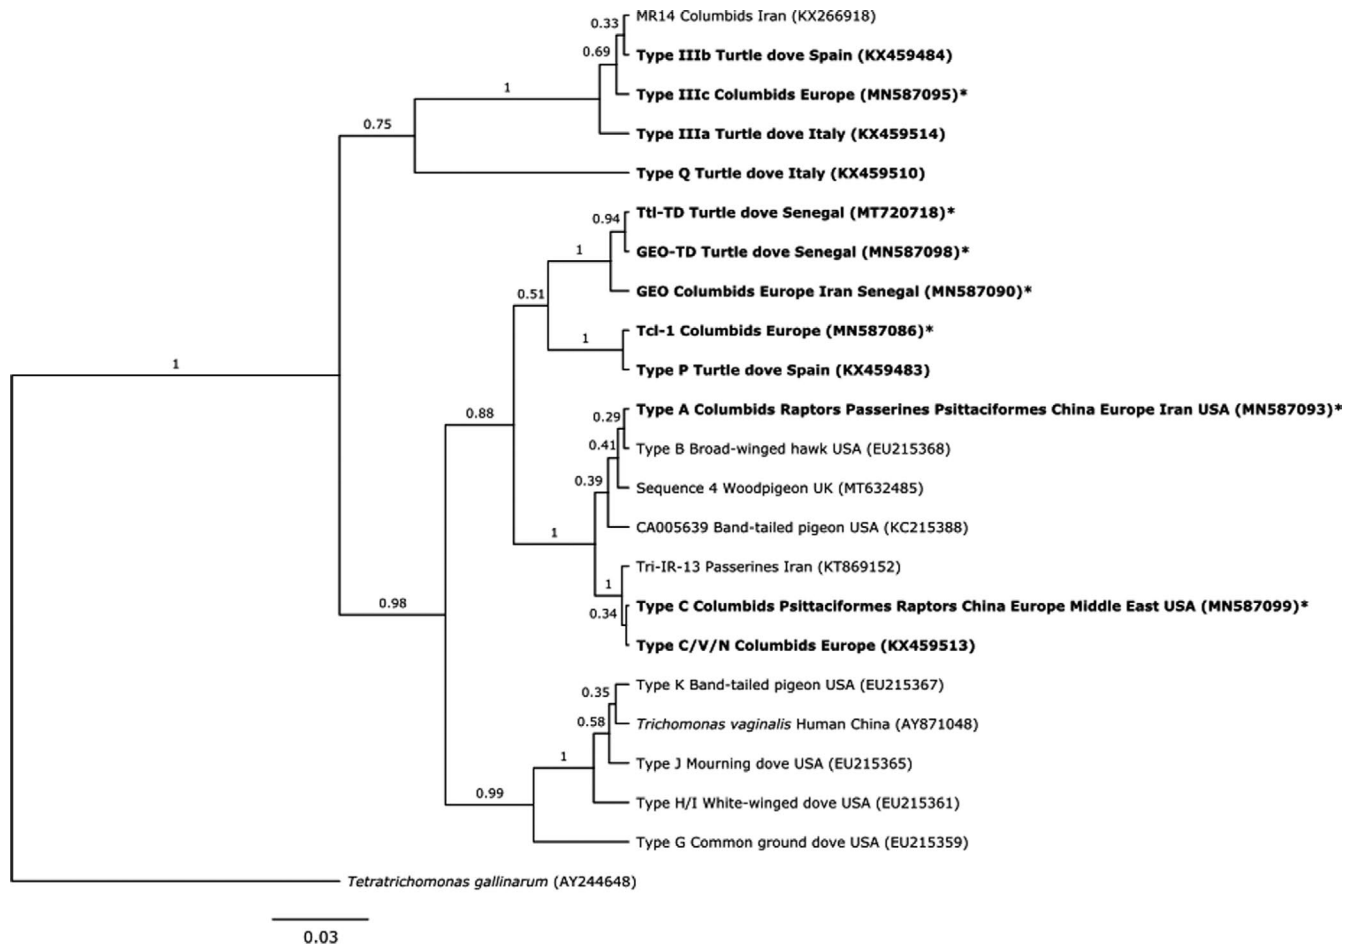 MR14 Columbids Iran (KX266918)
0.33
0.69
Type IIIb Turtle dove Spain (KX459484)
1
Type IIIc Columbids Europe (MN587095)*
0.75
Type IIIa Turtle dove Italy (KX459514)
Type Q Turtle dove Italy (KX459510)
0.94
Ttl-TD Turtle dove Senegal (MT720718)*
1
GEO-TD Turtle dove Senegal (MN587098)*
0.51
GEO Columbids Europe Iran Senegal (MN587090)*
1
Tcl-1 Columbids Europe (MN587086)*
1
Type P Turtle dove Spain (KX459483)
0.88
0.29
Type A Columbids Raptors Passerines Psittaciformes China Europe Iran USA (MN587093)*
0.41
Type B Broad-winged hawk USA (EU215368)
0.39
Sequence 4 Woodpigeon UK (MT632485)
1
CA005639 Band-tailed pigeon USA (KC215388)
Tri-IR-13 Passerines Iran (KT869152)
1
0.98
0.34
Type C Columbids Psittaciformes Raptors China Europe Middle East USA (MN587099)*
Type C/V/N Columbids Europe (KX459513)
0.35
Type K Band-tailed pigeon USA (EU215367)
0.58
Trichomonas vaginalis Human China (AY871048)
1
Type J Mourning dove USA (EU215365)
0.99
Type H/I White-winged dove USA (EU215361)
Type G Common ground dove USA (EU215359)
Tetratrichomonas gallinarum (AY244648)
0.03